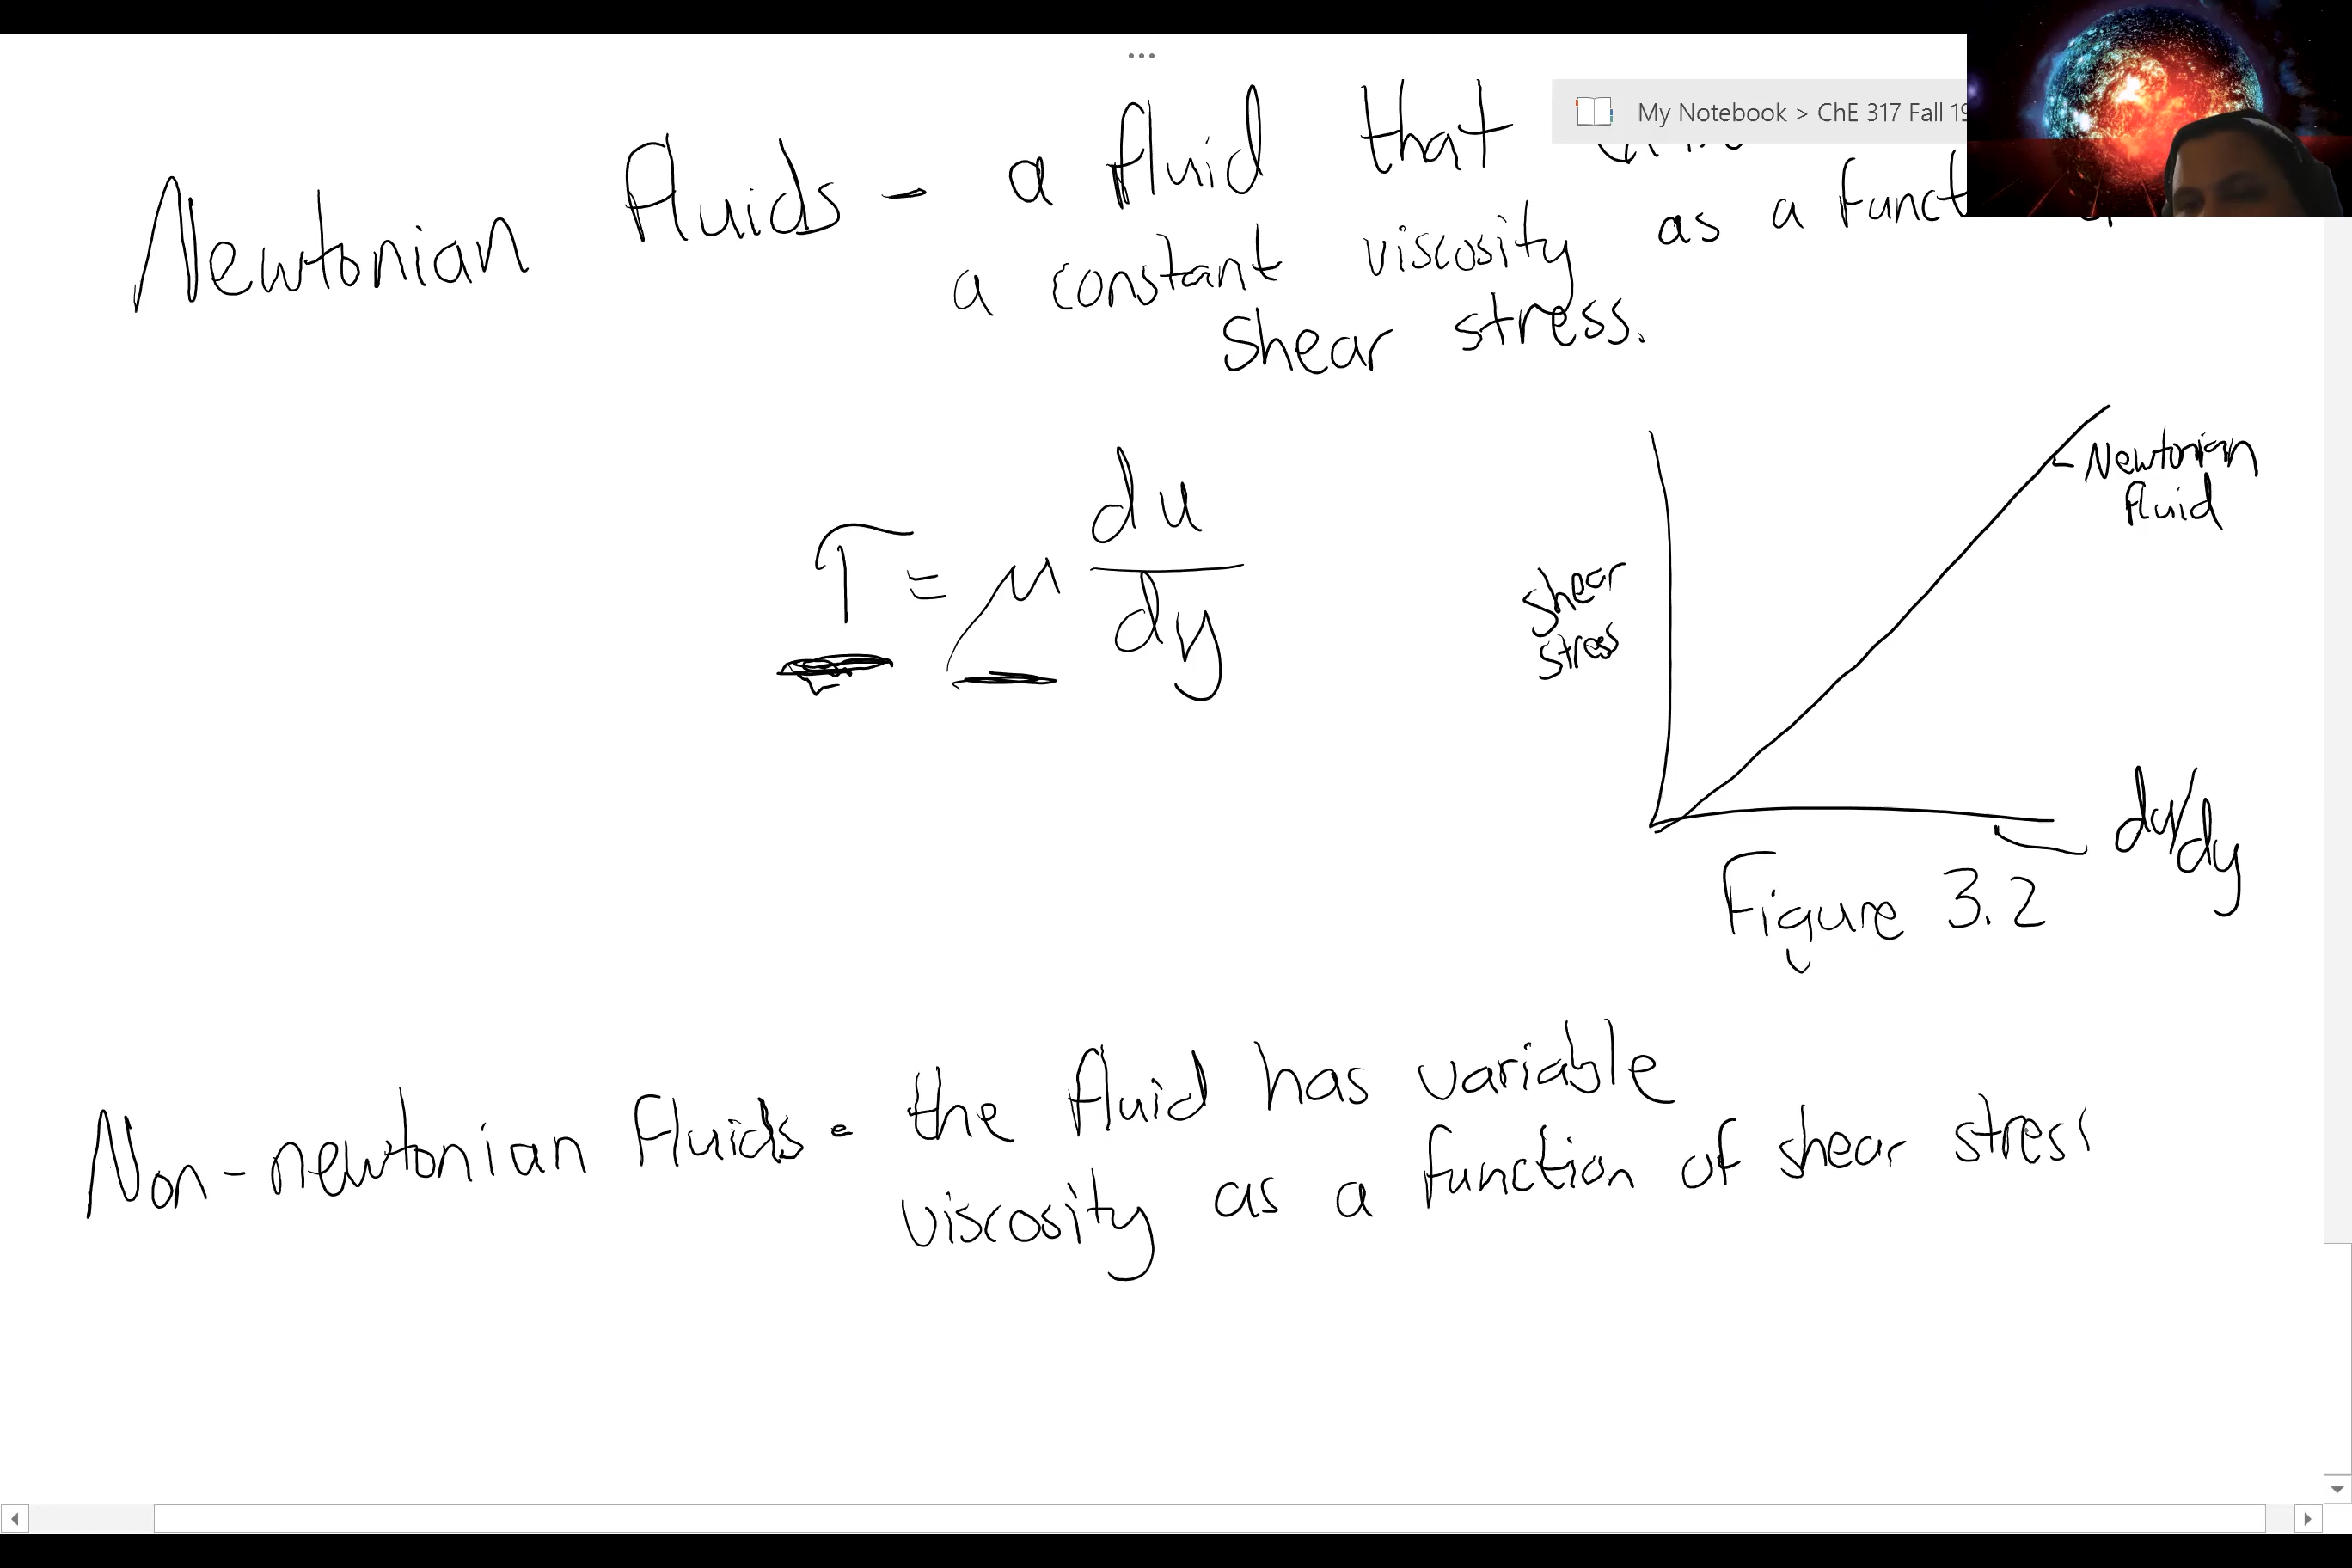 My Notebook > ChE 317 Fall 19
Newtonian Fluids - a fluid that
a constant viscosity as a funct
shear stress.
τ = μ du/dy
Newtonian
fluid
shear
stress
du/dy
Figure 3.2
Non-newtonian Fluids - the fluid has variable
viscosity as a function of shear stress